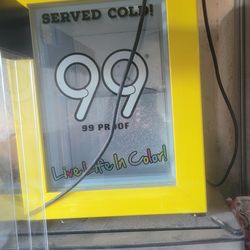 SERVED COLD!
99
99 PROOF
Live Life In Color!